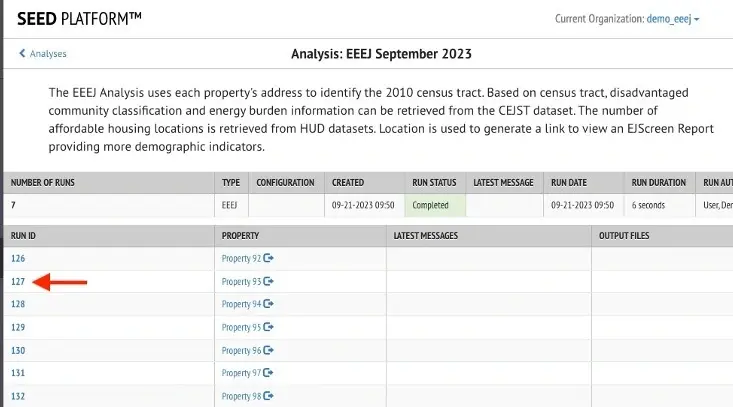 SEED PLATFORM™ Current Organization: demo_eeej
Analyses Analysis: EEEJ September 2023
The EEEJ Analysis uses each property's address to identify the 2010 census tract. Based on census tract, disadvantaged
community classification and energy burden information can be retrieved from the CEJST dataset. The number of
affordable housing locations is retrieved from HUD datasets. Location is used to generate a link to view an EJScreen Report
providing more demographic indicators.
NUMBER OF RUNS TYPE CONFIGURATION CREATED RUN STATUS LATEST MESSAGE RUN DATE RUN DURATION RUN AUT
7 EEEJ 09-21-2023 09:50 Completed 09-21-2023 09:50 6 seconds User, Der
RUN ID PROPERTY LATEST MESSAGES OUTPUT FILES
126 Property 92
127 Property 93
128 Property 94
129 Property 95
130 Property 96
131 Property 97
132 Property 98